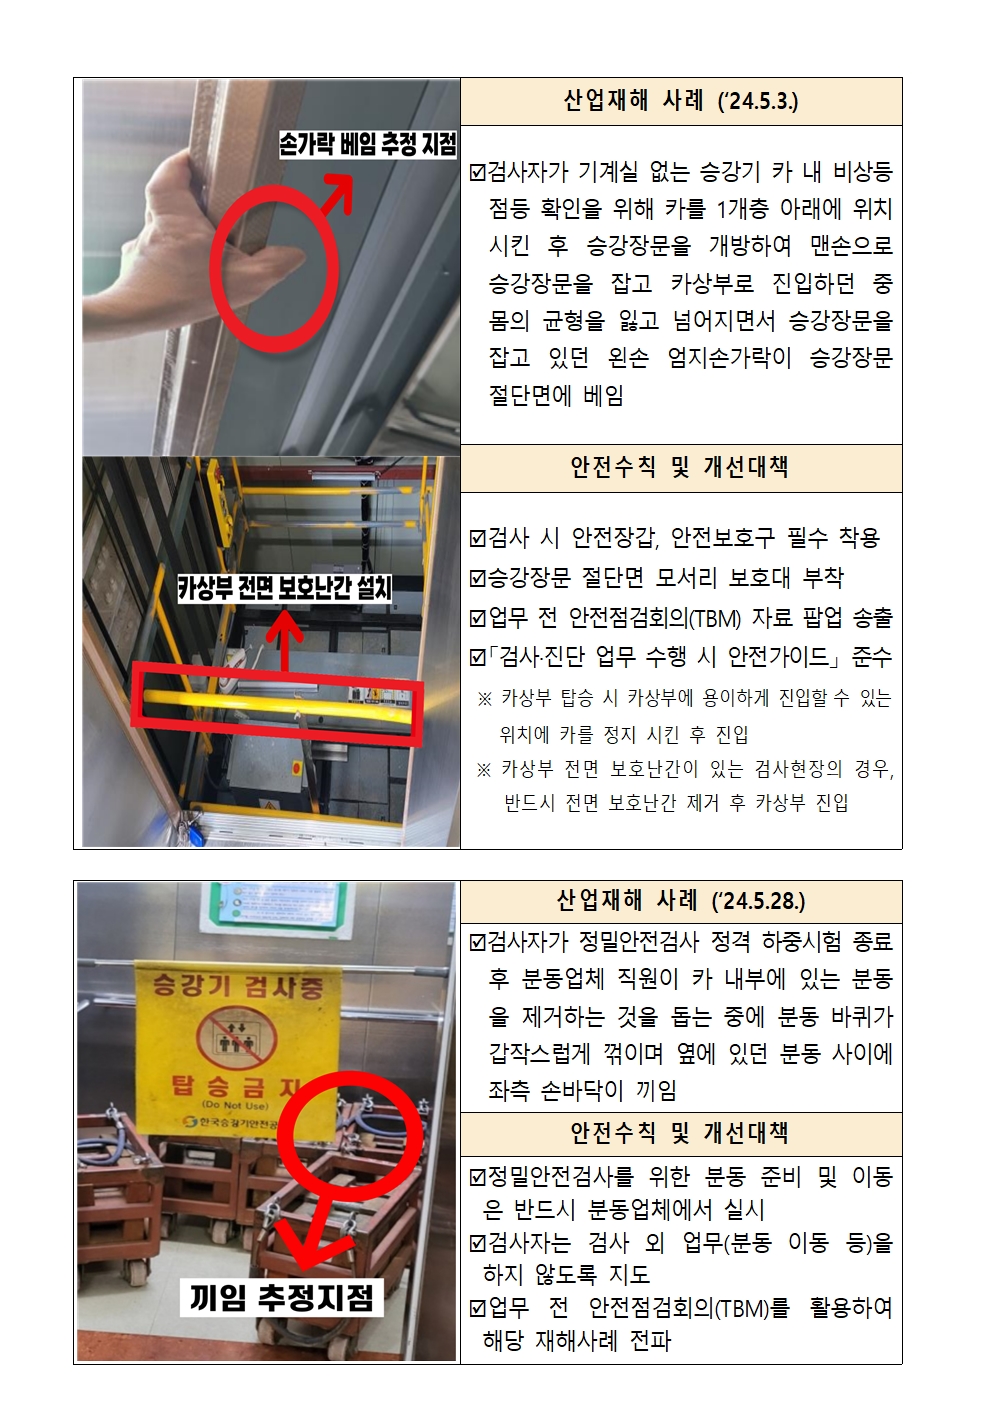 손가락 베임 추정 지점
카상부 전면 보호난간 설치
산업재해 사례 (‘24.5.3.)
☑검사자가 기계실 없는 승강기 카 내 비상등
점등 확인을 위해 카를 1개층 아래에 위치
시킨 후 승강장문을 개방하여 맨손으로
승강장문을 잡고 카상부로 진입하던 중
몸의 균형을 잃고 넘어지면서 승강장문을
잡고 있던 왼손 엄지손가락이 승강장문
절단면에 베임
안전수칙 및 개선대책
☑검사 시 안전장갑, 안전보호구 필수 착용
☑승강장문 절단면 모서리 보호대 부착
☑업무 전 안전점검회의(TBM) 자료 팝업 송출
☑「검사·진단 업무 수행 시 안전가이드」 준수
※ 카상부 탑승 시 카상부에 용이하게 진입할 수 있는
위치에 카를 정지 시킨 후 진입
※ 카상부 전면 보호난간이 있는 검사현장의 경우,
반드시 전면 보호난간 제거 후 카상부 진입
승강기 검사중
탑 승 금 지
(Do Not Use)
한국승강기안전공
끼임 추정지점
산업재해 사례 (‘24.5.28.)
☑검사자가 정밀안전검사 정격 하중시험 종료
후 분동업체 직원이 카 내부에 있는 분동
을 제거하는 것을 돕는 중에 분동 바퀴가
갑작스럽게 꺾이며 옆에 있던 분동 사이에
좌측 손바닥이 끼임
안전수칙 및 개선대책
☑정밀안전검사를 위한 분동 준비 및 이동
은 반드시 분동업체에서 실시
☑검사자는 검사 외 업무(분동 이동 등)을
하지 않도록 지도
☑업무 전 안전점검회의(TBM)를 활용하여
해당 재해사례 전파